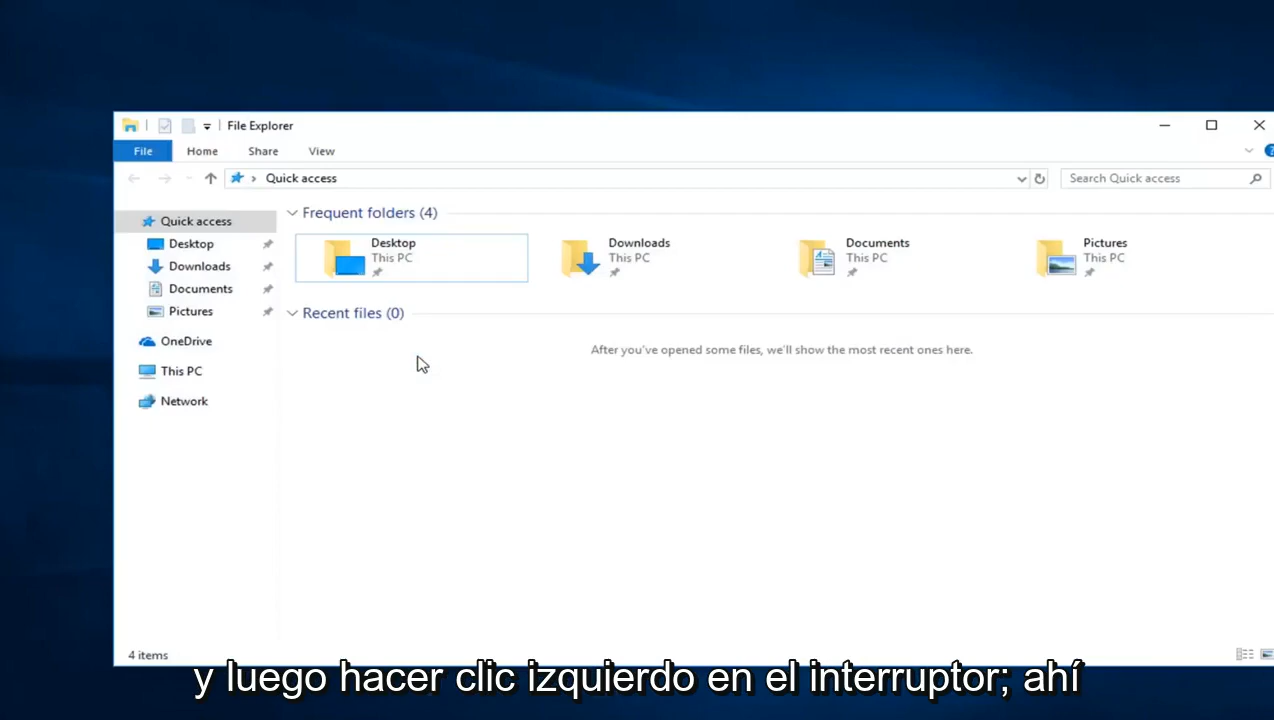 File Explorer
File Home Share View
Quick access
Search Quick access
Quick access
Desktop
Downloads
Documents
Pictures
OneDrive
This PC
Network
Frequent folders (4)
Desktop
This PC
Downloads
This PC
Documents
This PC
Pictures
This PC
Recent files (0)
After you've opened some files, we'll show the most recent ones here.
4 items
y luego hacer clic izquierdo en el interruptor; ahí